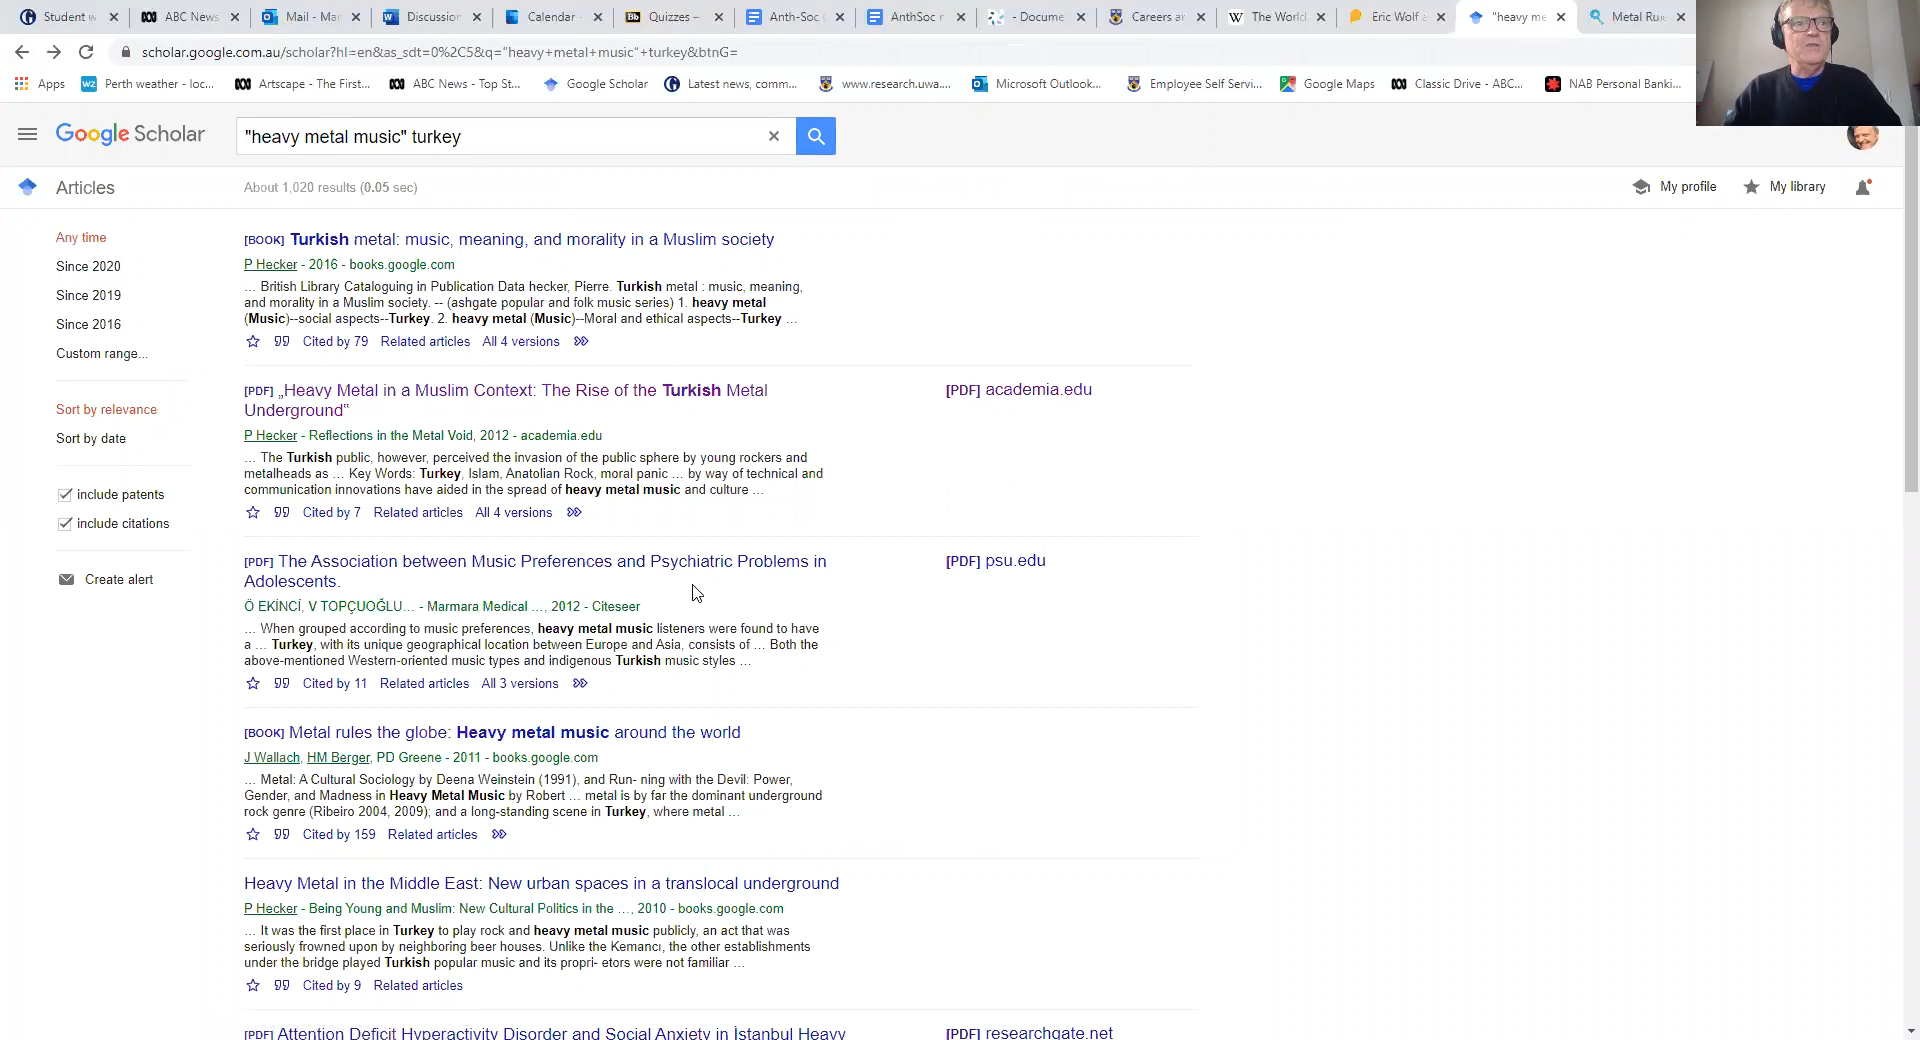 Student w
ABC News
Mail - Mar
Discussion
Calendar
Bb Quizzes –
Anth-Soc
AnthSoc r
- Docume
Careers ar
W The World
Eric Wolf a
"heavy me
Metal Rul
scholar.google.com.au/scholar?hl=en&as_sdt=0%2C5&q="heavy+metal+music"+turkey&btnG=
Apps
wz Perth weather - loc...
Artscape - The First...
ABC News - Top St...
Google Scholar
Latest news, comm...
www.research.uwa....
Microsoft Outlook...
Employee Self Servi...
Google Maps
Classic Drive - ABC...
NAB Personal Banki...
Google Scholar
"heavy metal music" turkey
Articles
About 1,020 results (0.05 sec)
My profile
My library
Any time
Since 2020
Since 2019
Since 2016
Custom range...
Sort by relevance
Sort by date
include patents
include citations
Create alert
[BOOK] Turkish metal: music, meaning, and morality in a Muslim society
P Hecker - 2016 - books.google.com
... British Library Cataloguing in Publication Data hecker, Pierre. Turkish metal : music, meaning,
and morality in a Muslim society. -- (ashgate popular and folk music series) 1. heavy metal
(Music)--social aspects--Turkey. 2. heavy metal (Music)--Moral and ethical aspects--Turkey ...
Cited by 79 Related articles All 4 versions
[PDF] „Heavy Metal in a Muslim Context: The Rise of the Turkish Metal
Underground“
[PDF] academia.edu
P Hecker - Reflections in the Metal Void, 2012 - academia.edu
... The Turkish public, however, perceived the invasion of the public sphere by young rockers and
metalheads as ... Key Words: Turkey, Islam, Anatolian Rock, moral panic ... by way of technical and
communication innovations have aided in the spread of heavy metal music and culture ...
Cited by 7 Related articles All 4 versions
[PDF] The Association between Music Preferences and Psychiatric Problems in
Adolescents.
[PDF] psu.edu
Ö EKİNCİ, V TOPÇUOĞLU... - Marmara Medical ..., 2012 - Citeseer
... When grouped according to music preferences, heavy metal music listeners were found to have
a ... Turkey, with its unique geographical location between Europe and Asia, consists of ... Both the
above-mentioned Western-oriented music types and indigenous Turkish music styles ...
Cited by 11 Related articles All 3 versions
[BOOK] Metal rules the globe: Heavy metal music around the world
J Wallach, HM Berger, PD Greene - 2011 - books.google.com
... Metal: A Cultural Sociology by Deena Weinstein (1991), and Run- ning with the Devil: Power,
Gender, and Madness in Heavy Metal Music by Robert ... metal is by far the dominant underground
rock genre (Ribeiro 2004, 2009); and a long-standing scene in Turkey, where metal ...
Cited by 159 Related articles
Heavy Metal in the Middle East: New urban spaces in a translocal underground
P Hecker - Being Young and Muslim: New Cultural Politics in the ..., 2010 - books.google.com
... It was the first place in Turkey to play rock and heavy metal music publicly, an act that was
seriously frowned upon by neighboring beer houses. Unlike the Kemancı, the other establishments
under the bridge played Turkish popular music and its propri- etors were not familiar ...
Cited by 9 Related articles
[PDF] Attention Deficit Hyperactivity Disorder and Social Anxiety in İstanbul Heavy
[PDF] researchgate.net